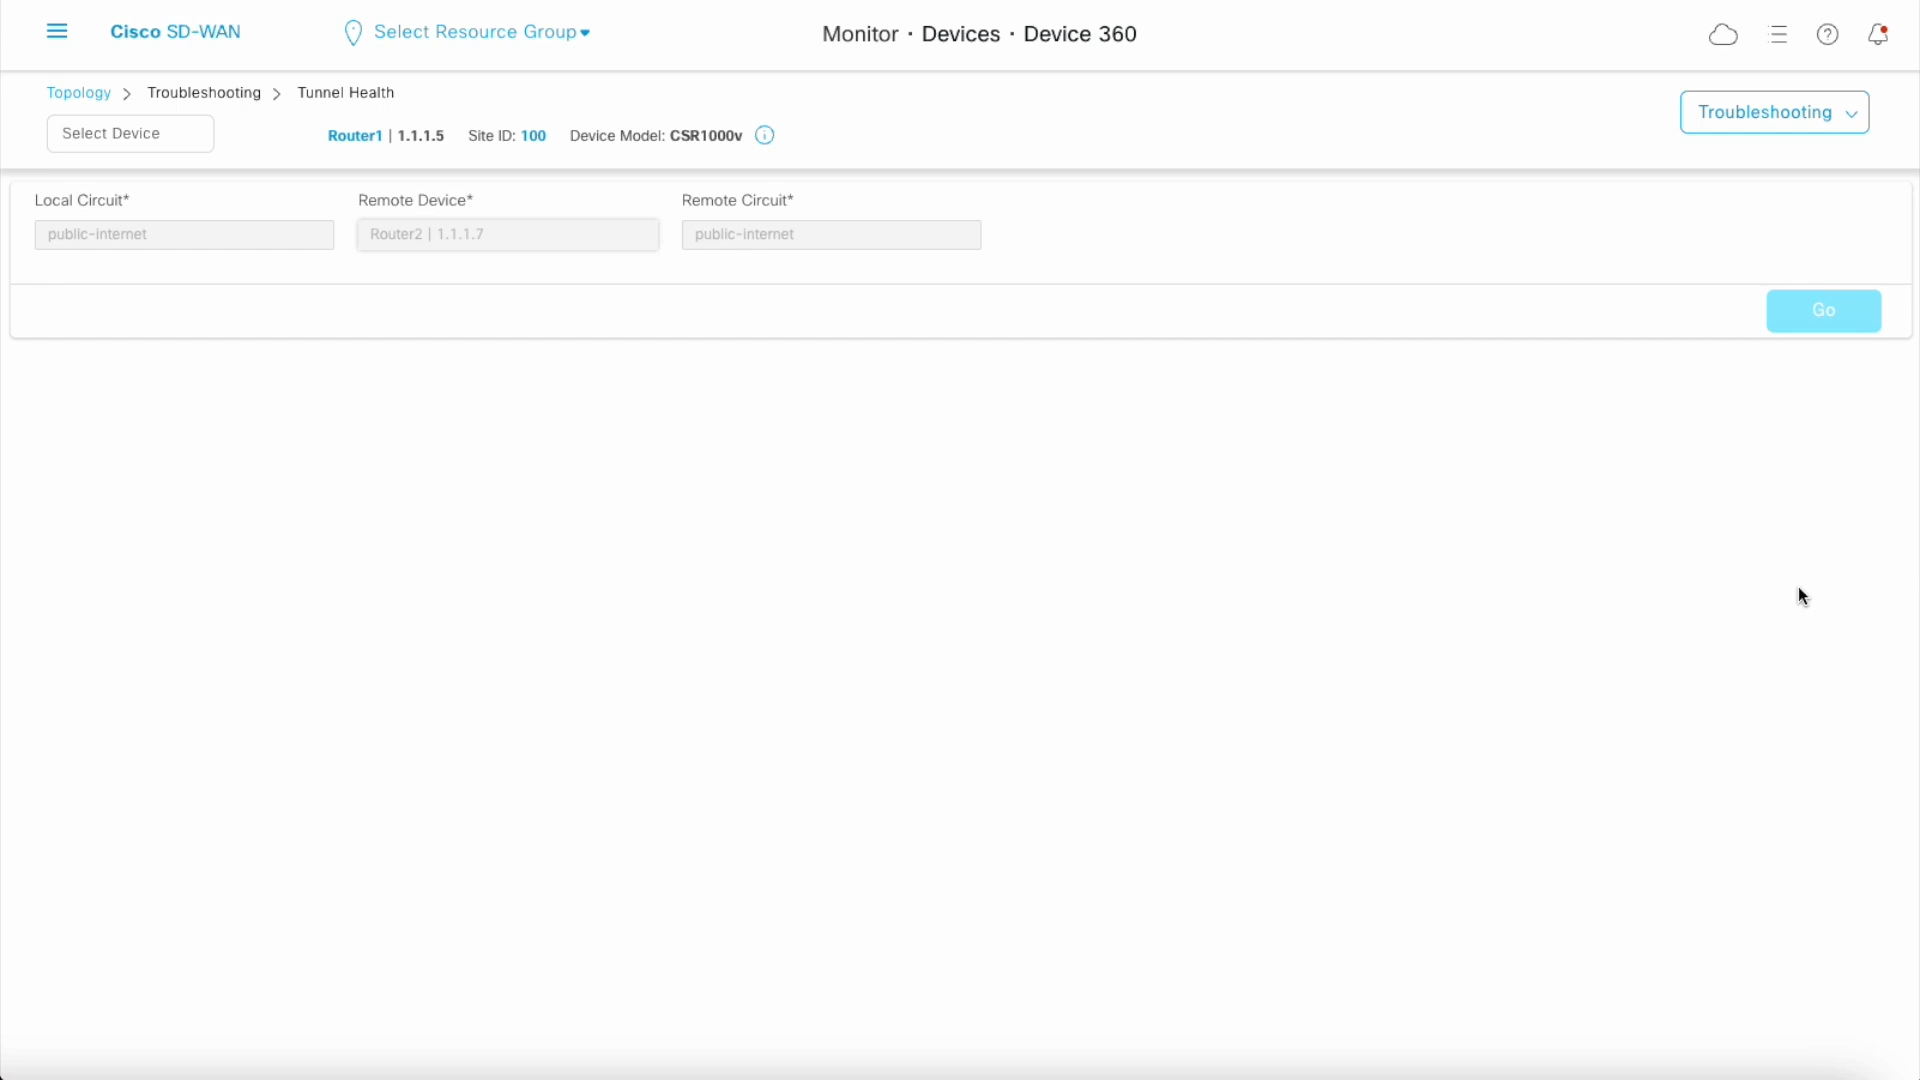 Cisco SD-WAN
Select Resource Group
Monitor · Devices · Device 360
Topology > Troubleshooting > Tunnel Health
Troubleshooting
Select Device
Router1 | 1.1.1.5 Site ID: 100 Device Model: CSR1000v
Local Circuit* Remote Device* Remote Circuit*
public-internet Router2 | 1.1.1.7 public-internet
Go